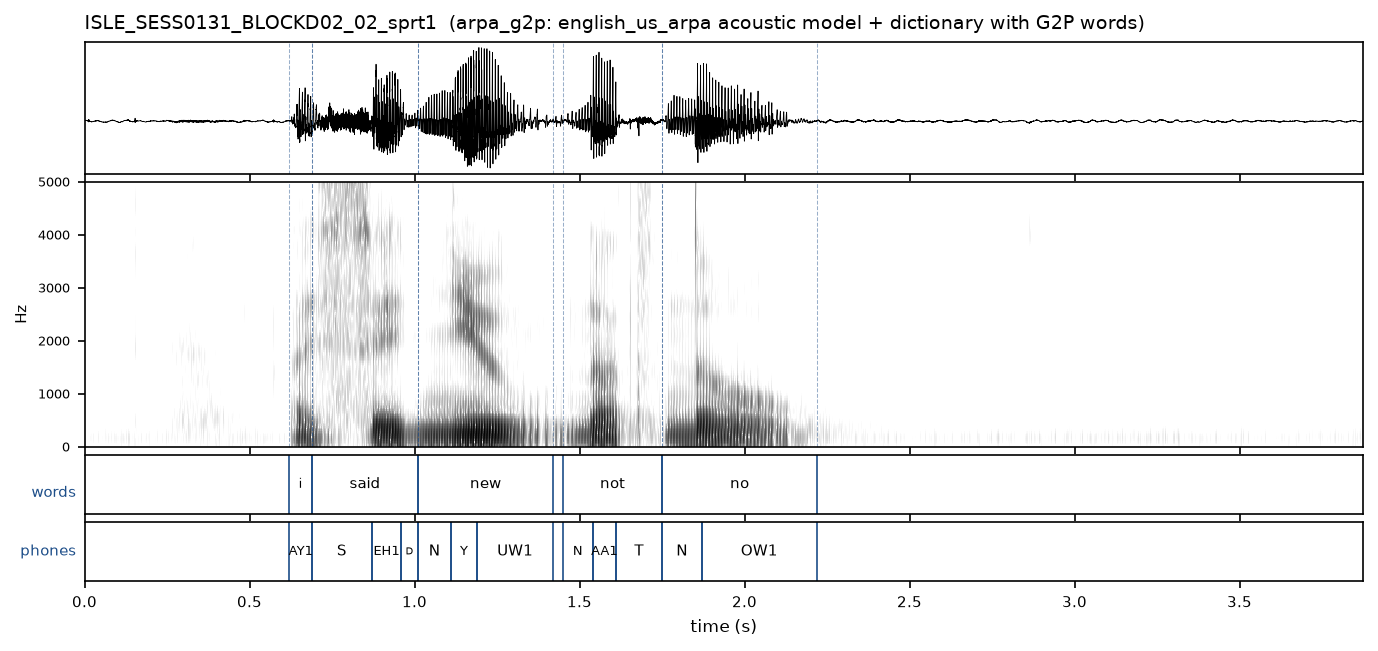 ISLE_SESS0131_BLOCKD02_02_sprt1  (arpa_g2p: english_us_arpa acoustic model + dictionary with G2P words)
5000
4000
3000
2000
1000
0
Hz
words
i said new not no
phones
AY1 S EH1 D N Y UW1 N AA1 T N OW1
0.0 0.5 1.0 1.5 2.0 2.5 3.0 3.5
time (s)